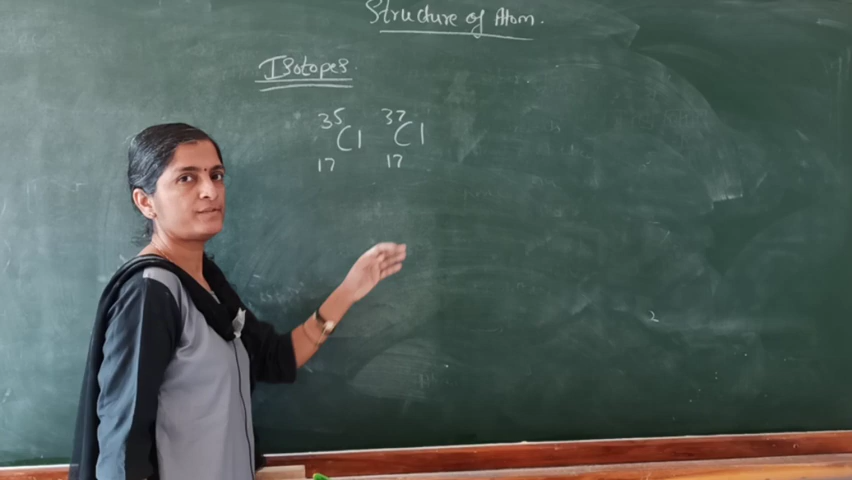 Structure of Atom.
Isotopes.
35 Cl 37 Cl
17 17